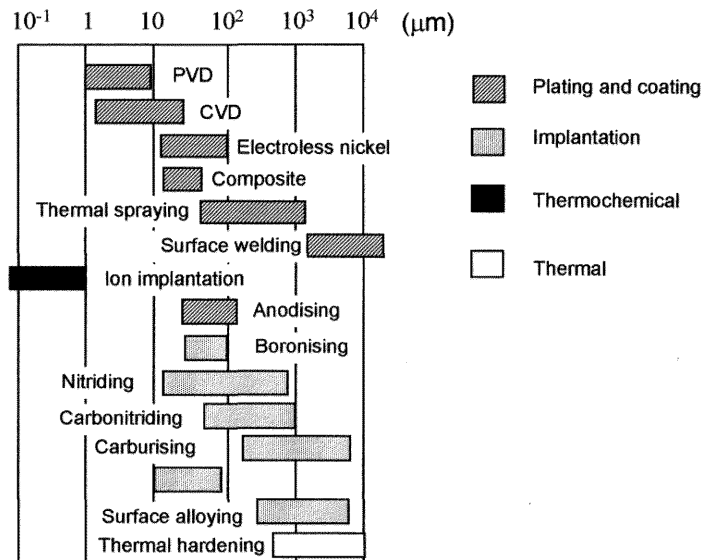 10⁻¹ 1 10 10² 10³ 10⁴ (μm)
PVD
CVD
Electroless nickel
Composite
Thermal spraying
Surface welding
Ion implantation
Anodising
Boronising
Nitriding
Carbonitriding
Carburising
Surface alloying
Thermal hardening
Plating and coating
Implantation
Thermochemical
Thermal